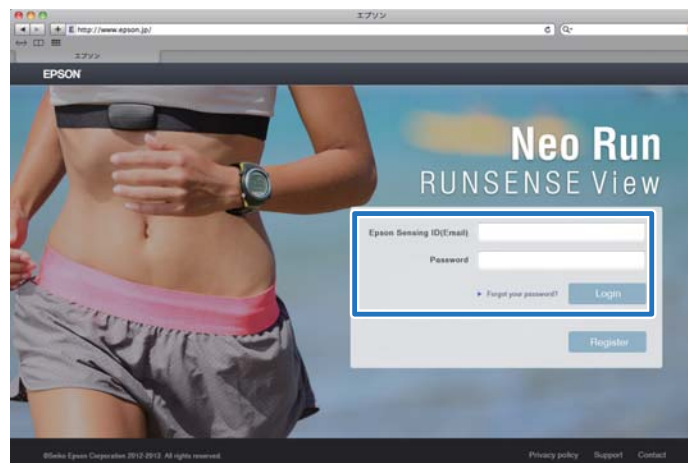 エプソン
http://www.epson.jp/
エプソン
EPSON
Neo Run
RUNSENSE View
Epson Sensing ID(Email)
Password
Forgot your password?
Login
Register
©Seiko Epson Corporation 2012-2013. All rights reserved.
Privacy policy
Support
Contact